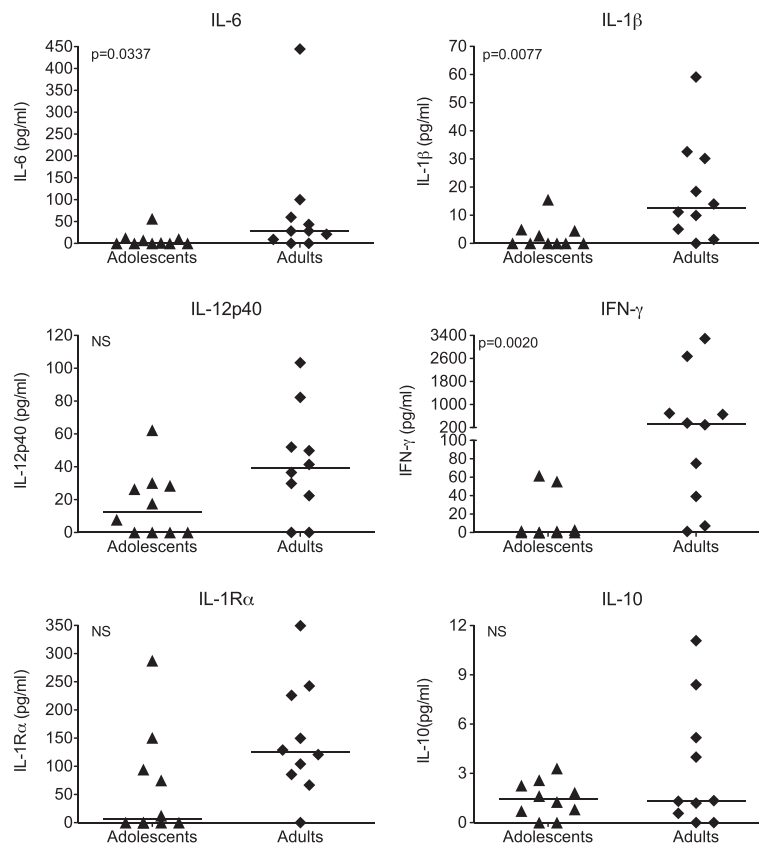 IL-6
450
400
350
300
250
200
150
100
50
0
IL-6 (pg/ml)
p=0.0337
Adolescents
Adults
IL-1β
70
60
50
40
30
20
10
0
IL-1β (pg/ml)
p=0.0077
Adolescents
Adults
IL-12p40
120
100
80
60
40
20
0
IL-12p40 (pg/ml)
NS
Adolescents
Adults
IFN-γ
3400
2600
1800
1000
200
100
80
60
40
20
0
IFN-γ (pg/ml)
p=0.0020
Adolescents
Adults
IL-1Rα
350
300
250
200
150
100
50
0
IL-1Rα (pg/ml)
NS
Adolescents
Adults
IL-10
12
9
6
3
0
IL-10(pg/ml)
NS
Adolescents
Adults